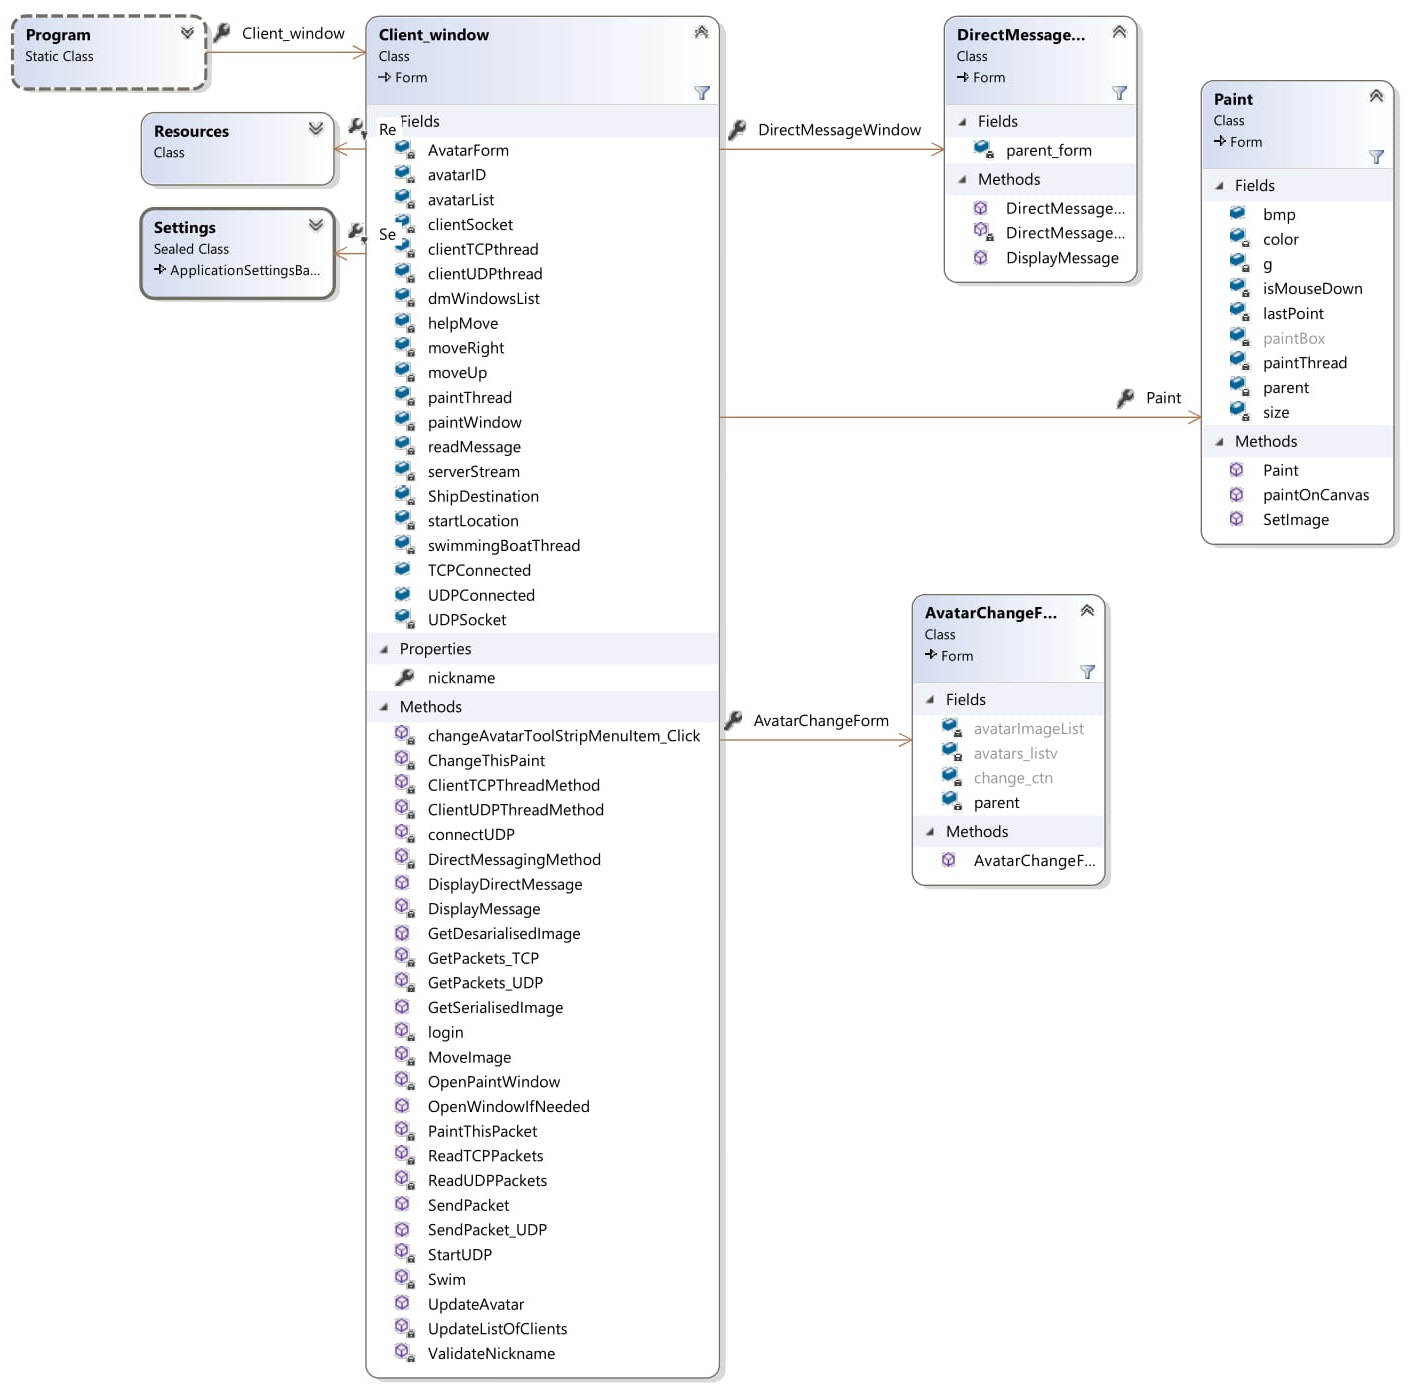 Program
Static Class
Client_window
Resources
Class
Re
Settings
Sealed Class
ApplicationSettingsBa...
Se
Client_window
Class
Form
Fields
AvatarForm
avatarID
avatarList
clientSocket
clientTCPthread
clientUDPthread
dmWindowsList
helpMove
moveRight
moveUp
paintThread
paintWindow
readMessage
serverStream
ShipDestination
startLocation
swimmingBoatThread
TCPConnected
UDPConnected
UDPSocket
Properties
nickname
Methods
changeAvatarToolStripMenuItem_Click
ChangeThisPaint
ClientTCPThreadMethod
ClientUDPThreadMethod
connectUDP
DirectMessagingMethod
DisplayDirectMessage
DisplayMessage
GetDesarialisedImage
GetPackets_TCP
GetPackets_UDP
GetSerialisedImage
login
MoveImage
OpenPaintWindow
OpenWindowIfNeeded
PaintThisPacket
ReadTCPPackets
ReadUDPPackets
SendPacket
SendPacket_UDP
StartUDP
Swim
UpdateAvatar
UpdateListOfClients
ValidateNickname
DirectMessageWindow
DirectMessage...
Class
Form
Fields
parent_form
Methods
DirectMessage...
DirectMessage...
DisplayMessage
Paint
Paint
Class
Form
Fields
bmp
color
g
isMouseDown
lastPoint
paintBox
paintThread
parent
size
Methods
Paint
paintOnCanvas
SetImage
AvatarChangeForm
AvatarChangeF...
Class
Form
Fields
avatarImageList
avatars_listv
change_ctn
parent
Methods
AvatarChangeF...